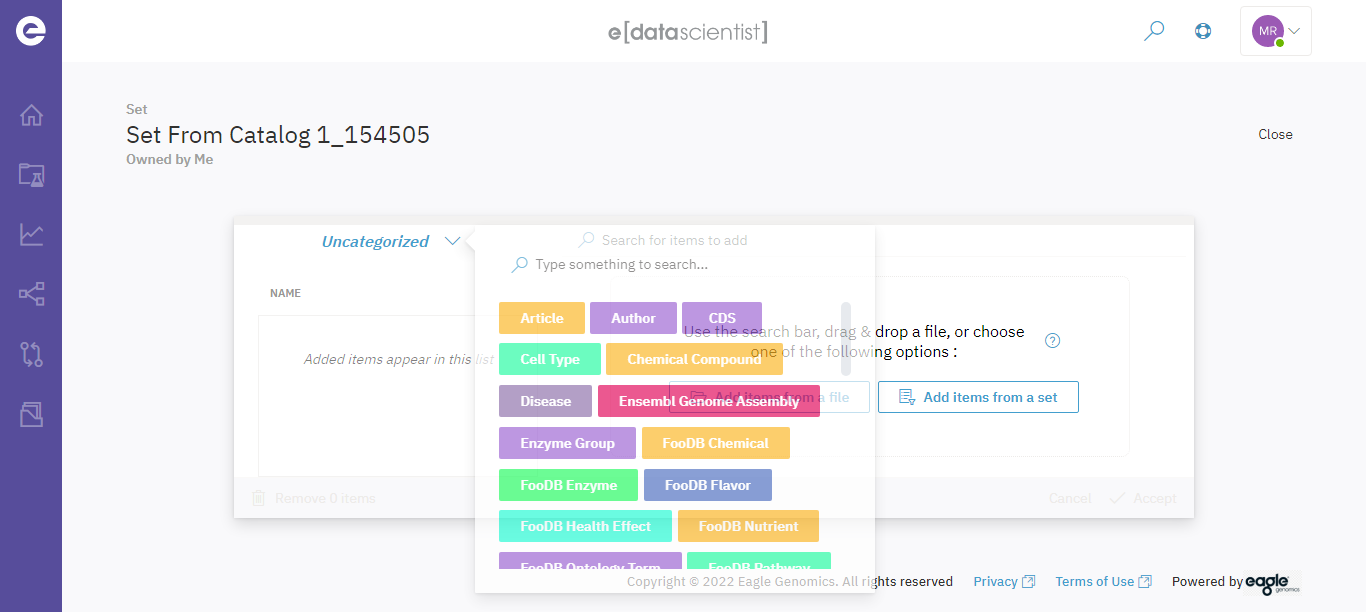 e[datascientist]
MR
Set
Set From Catalog 1_154505
Owned by Me
Close
Uncategorized
Search for items to add
Type something to search...
NAME
Added items appear in this list
Article Author CDS
Cell Type Chemical Compound
Disease Ensembl Genome Assembly
Enzyme Group FooDB Chemical
FooDB Enzyme FooDB Flavor
FooDB Health Effect FooDB Nutrient
FooDB Ontology Term FooDB Pathway
Use the search bar, drag & drop a file, or choose
one of the following options :
?
Add items from a file Add items from a set
Remove 0 items
Cancel Accept
Copyright © 2022 Eagle Genomics. All rights reserved Privacy Terms of Use Powered by eagle genomics